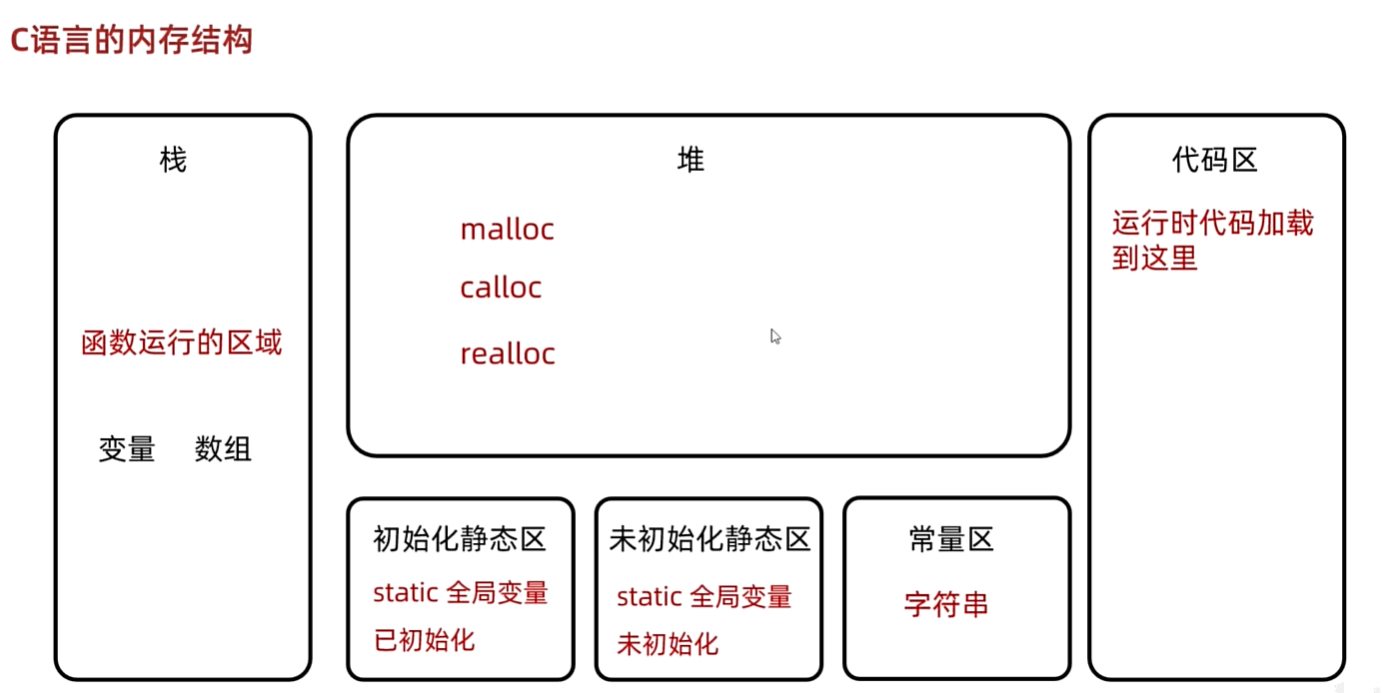 C语言的内存结构
栈
函数运行的区域
变量 数组
堆
malloc
calloc
realloc
初始化静态区
static 全局变量
已初始化
未初始化静态区
static 全局变量
未初始化
常量区
字符串
代码区
运行时代码加载
到这里